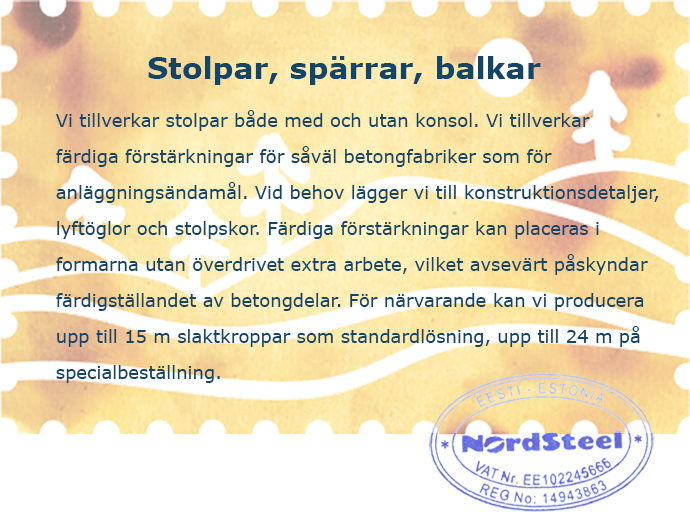 Stolpar, spärrar, balkar
Vi tillverkar stolpar både med och utan konsol. Vi tillverkar
färdiga förstärkningar för såväl betongfabriker som för
anläggningsändamål. Vid behov lägger vi till konstruktionsdetaljer,
lyftöglor och stolpskor. Färdiga förstärkningar kan placeras i
formarna utan överdrivet extra arbete, vilket avsevärt påskyndar
färdigställandet av betongdelar. För närvarande kan vi producera
upp till 15 m slaktkroppar som standardlösning, upp till 24 m på
specialbeställning.
EESTI - ESTONIA
* NordSteel *
VAT Nr. EE102245666
REG No: 14943863